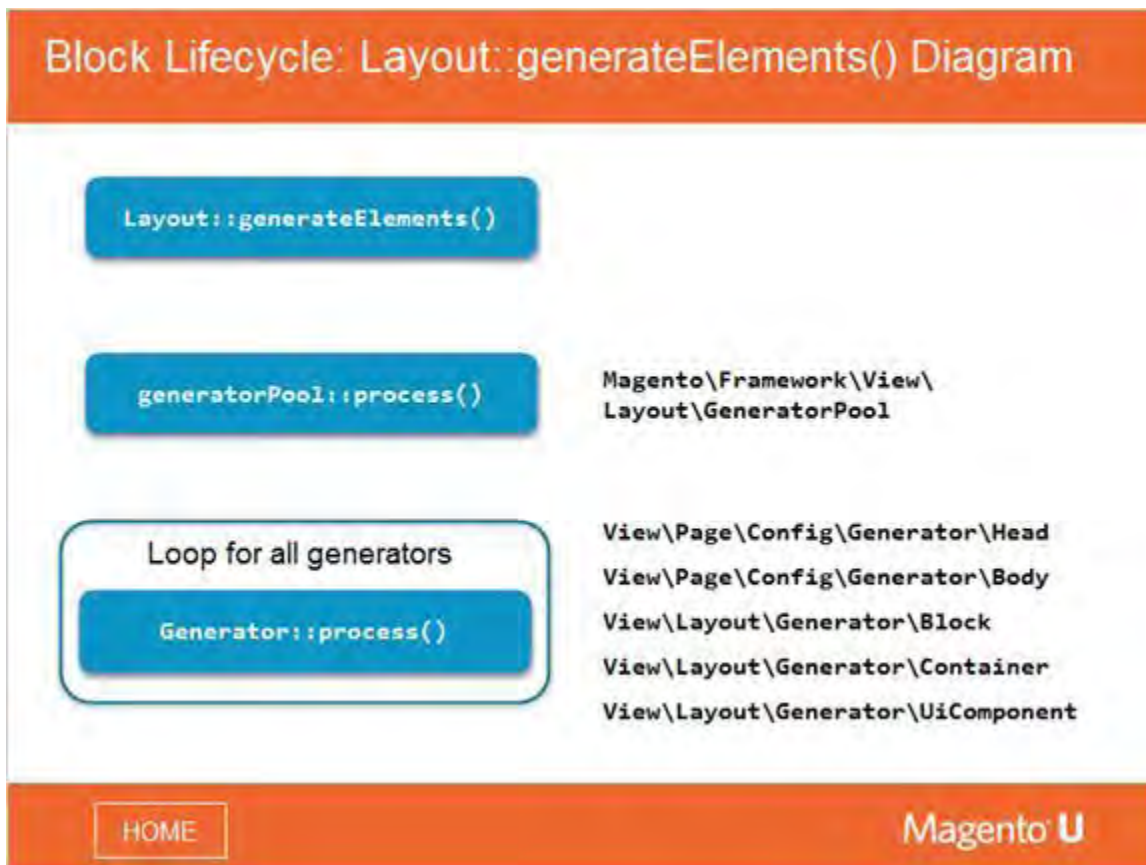 Block Lifecycle: Layout::generateElements() Diagram
Layout::generateElements()
generatorPool::process()
Magento\Framework\View\
Layout\GeneratorPool
Loop for all generators
Generator::process()
View\Page\Config\Generator\Head
View\Page\Config\Generator\Body
View\Layout\Generator\Block
View\Layout\Generator\Container
View\Layout\Generator\UiComponent
HOME
Magento U